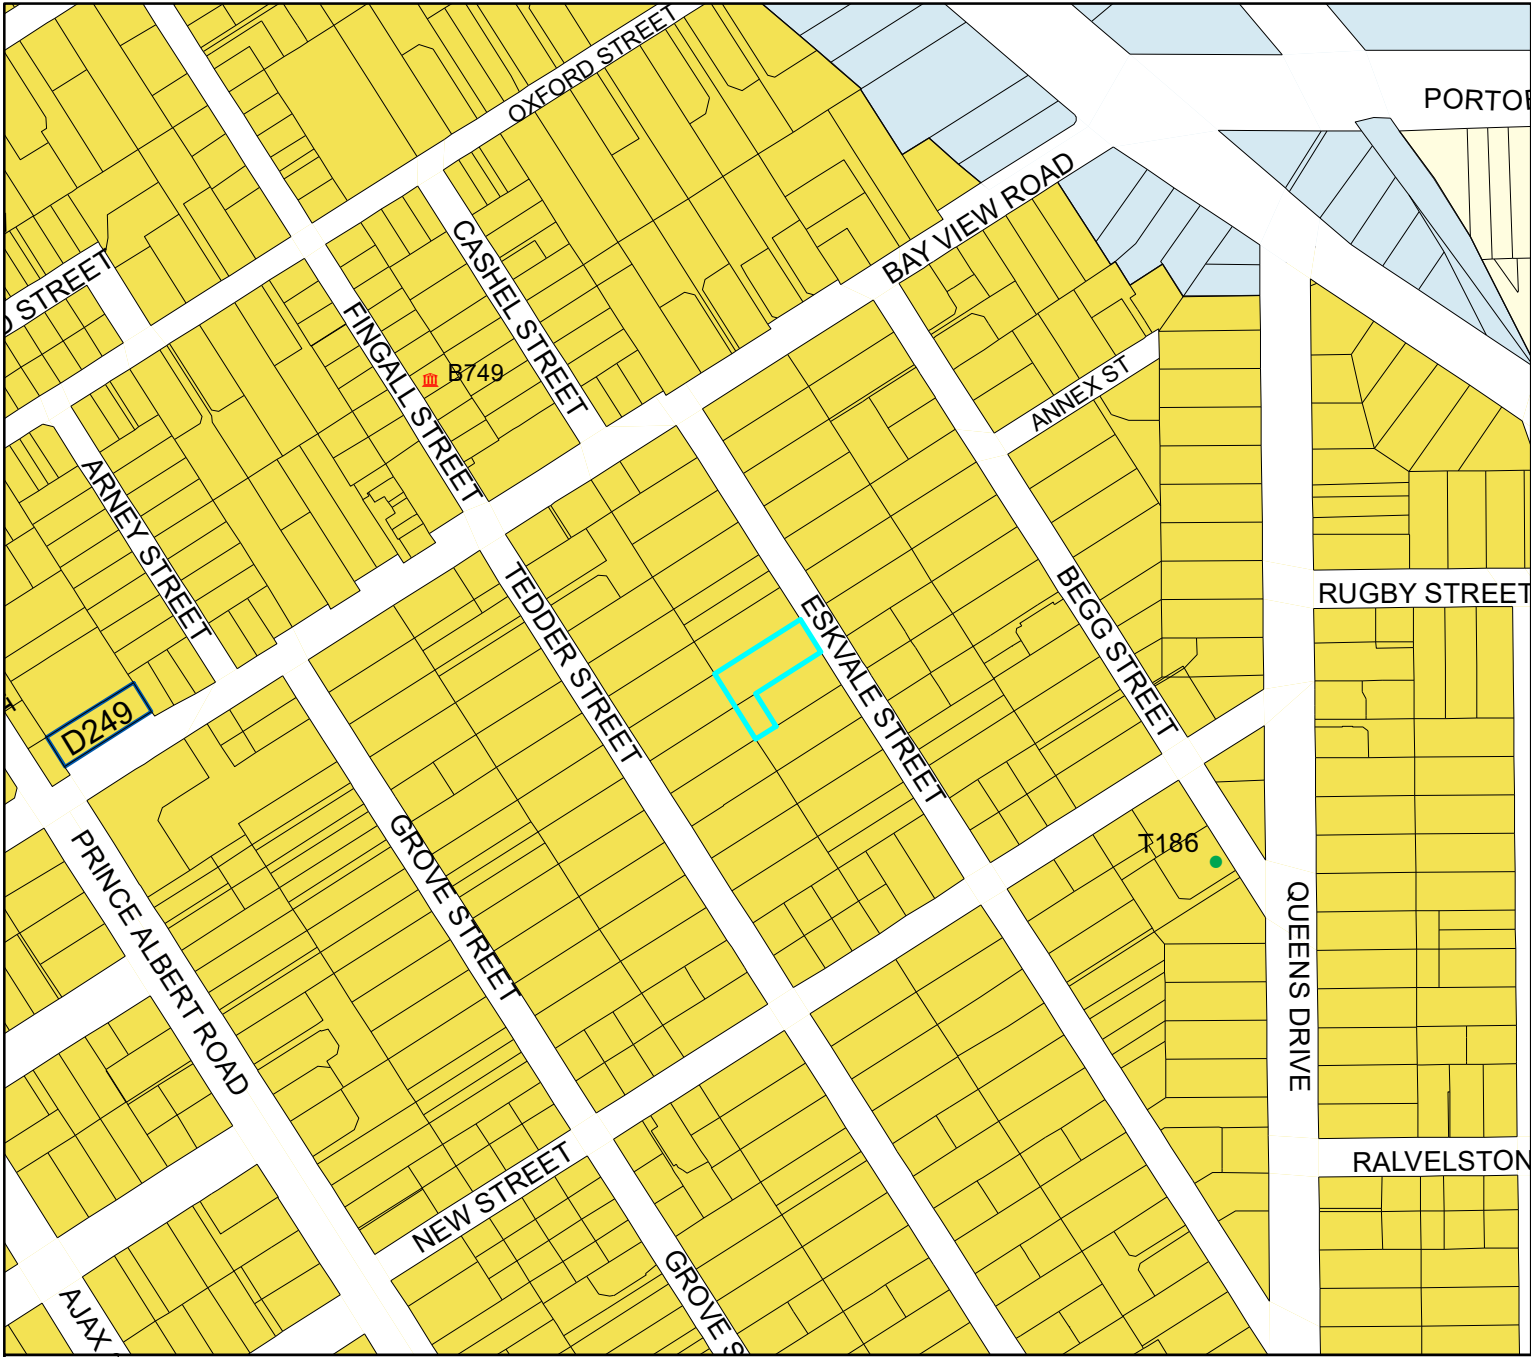 OXFORD STREET
PORTOB
BAY VIEW ROAD
CASHEL STREET
D STREET
FINGALL STREET
B749
ANNEX ST
ARNEY STREET
TEDDER STREET
ESKVALE STREET
BEGG STREET
RUGBY STREET
D249
T186
PRINCE ALBERT ROAD
GROVE STREET
QUEENS DRIVE
NEW STREET
RALVELSTON
GROVE S
AJAX